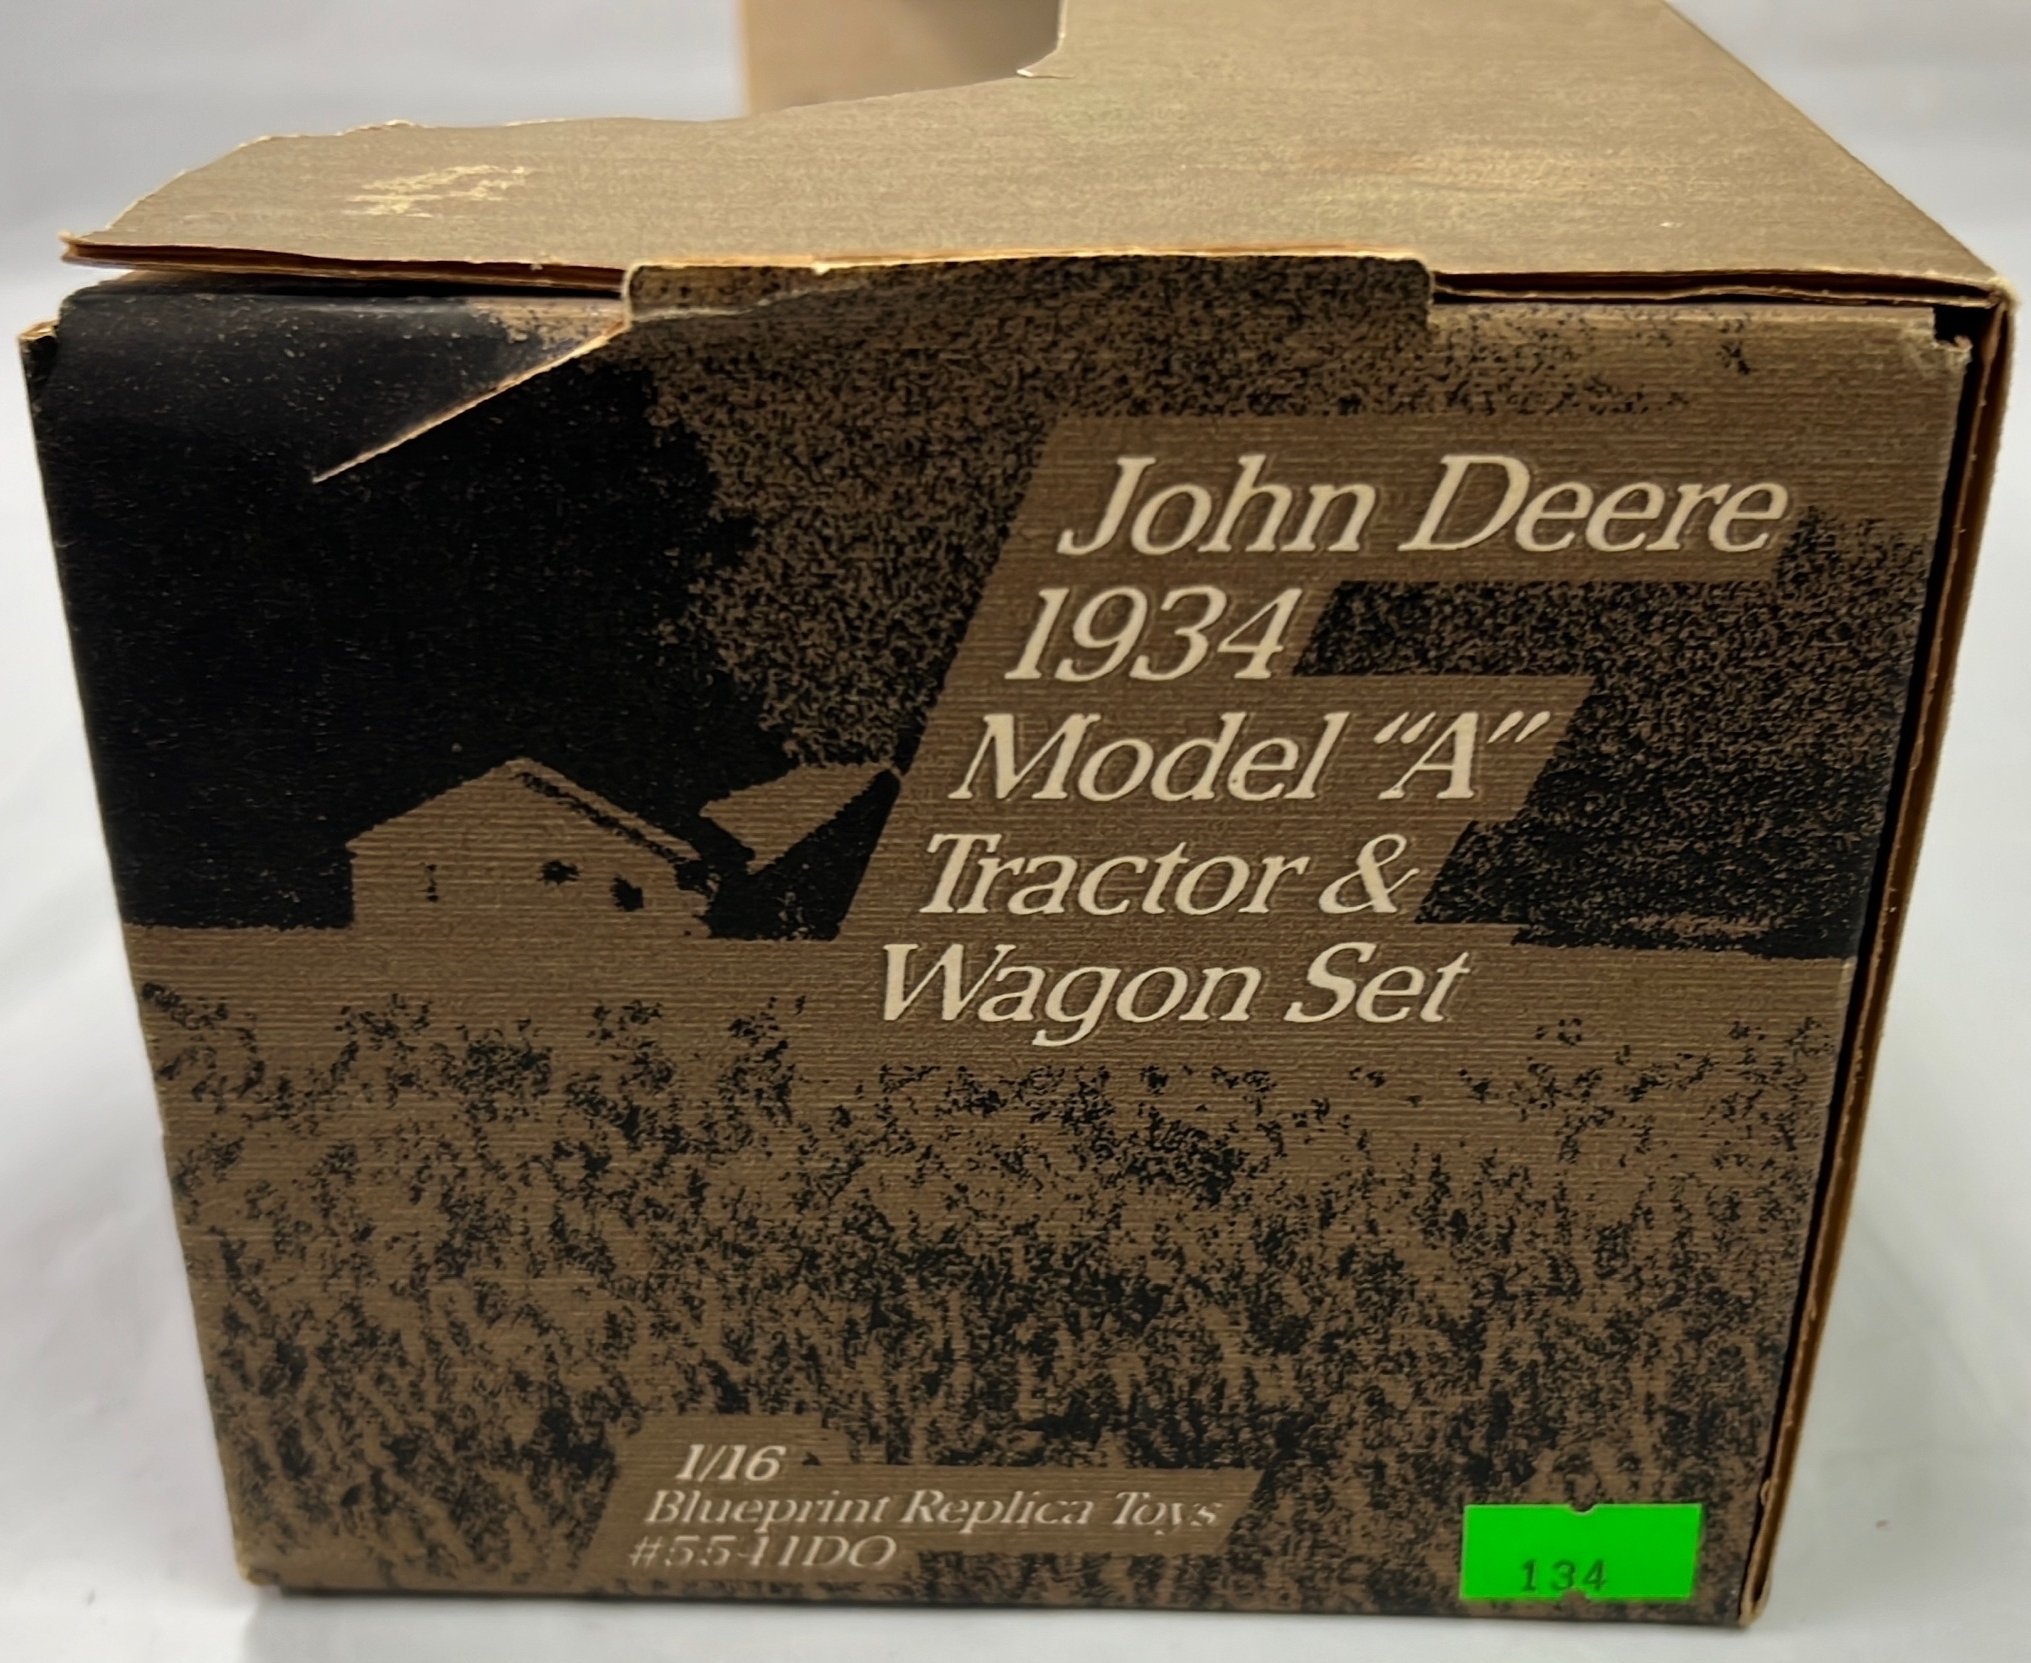 John Deere
1934
Model “A”
Tractor &
Wagon Set
1/16
Blueprint Replica Toys
#5541DO
134